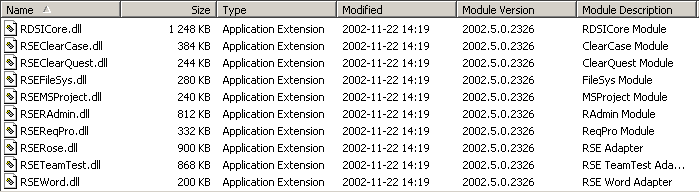 Name Size Type Modified Module Version Module Description
RDSICore.dll 1 248 KB Application Extension 2002-11-22 14:19 2002.5.0.2326 RDSICore Module
RSEClearCase.dll 384 KB Application Extension 2002-11-22 14:19 2002.5.0.2326 ClearCase Module
RSEClearQuest.dll 244 KB Application Extension 2002-11-22 14:19 2002.5.0.2326 ClearQuest Module
RSEFileSys.dll 280 KB Application Extension 2002-11-22 14:19 2002.5.0.2326 FileSys Module
RSEMSProject.dll 240 KB Application Extension 2002-11-22 14:19 2002.5.0.2326 MSProject Module
RSERAdmin.dll 812 KB Application Extension 2002-11-22 14:19 2002.5.0.2326 RAdmin Module
RSEReqPro.dll 332 KB Application Extension 2002-11-22 14:19 2002.5.0.2326 ReqPro Module
RSERose.dll 900 KB Application Extension 2002-11-22 14:19 2002.5.0.2326 RSE Adapter
RSETeamTest.dll 868 KB Application Extension 2002-11-22 14:19 2002.5.0.2326 RSE TeamTest Ada...
RSEWord.dll 200 KB Application Extension 2002-11-22 14:19 2002.5.0.2326 RSE Word Adapter